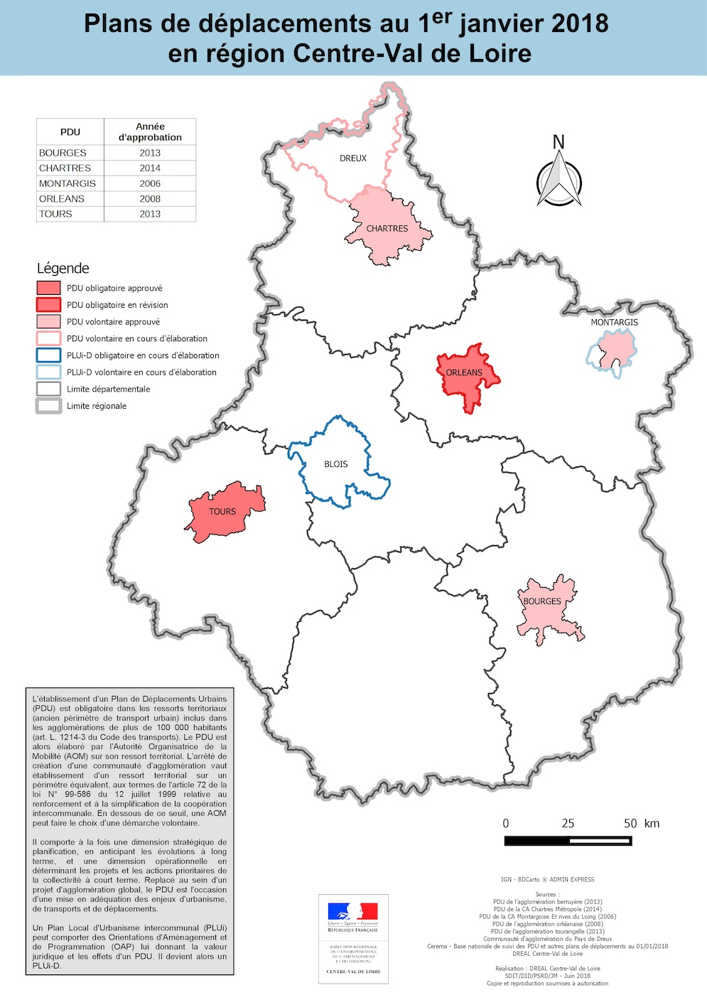 Plans de déplacements au 1er janvier 2018
en région Centre-Val de Loire
PDU
Année
d'approbation
BOURGES 2013
CHARTRES 2014
MONTARGIS 2006
ORLEANS 2008
TOURS 2013
Légende
PDU obligatoire approuvé
PDU obligatoire en révision
PDU volontaire approuvé
PDU volontaire en cours d'élaboration
PLUi-D obligatoire en cours d'élaboration
PLUi-D volontaire en cours d'élaboration
Limite départementale
Limite régionale
N
DREUX
CHARTRES
MONTARGIS
ORLEANS
BLOIS
TOURS
BOURGES
L'établissement d'un Plan de Déplacements Urbains
(PDU) est obligatoire dans les ressorts territoriaux
(ancien périmètre de transport urbain) inclus dans
les agglomérations de plus de 100 000 habitants
(art. L. 1214-3 du Code des transports). Le PDU est
alors élaboré par l'Autorité Organisatrice de la
Mobilité (AOM) sur son ressort territorial. L'arrêté de
création d'une communauté d'agglomération vaut
établissement d'un ressort territorial sur un
périmètre équivalent, aux termes de l'article 72 de la
loi N° 99-586 du 12 juillet 1999 relative au
renforcement et à la simplification de la coopération
intercommunale. En dessous de ce seuil, une AOM
peut faire le choix d'une démarche volontaire.
Il comporte à la fois une dimension stratégique de
planification, en anticipant les évolutions à long
terme, et une dimension opérationnelle en
déterminant les projets et les actions prioritaires de
la collectivité à court terme. Replacé au sein d'un
projet d'agglomération global, le PDU est l'occasion
d'une mise en adéquation des enjeux d'urbanisme,
de transports et de déplacements.
Un Plan Local d'Urbanisme intercommunal (PLUi)
peut comporter des Orientations d'Aménagement et
de Programmation (OAP) lui donnant la valeur
juridique et les effets d'un PDU. Il devient alors un
PLUi-D.
0 25 50 km
Liberté • Égalité • Fraternité
RÉPUBLIQUE FRANÇAISE
DIRECTION RÉGIONALE
DE L'ENVIRONNEMENT,
DE L'AMÉNAGEMENT
ET DU LOGEMENT
CENTRE-VAL DE LOIRE
IGN - BDCarto ® ADMIN EXPRESS
Sources :
PDU de l'agglomération berruyère (2013)
PDU de la CA Chartres Métropole (2014)
PDU de la CA Montargoise Et rives du Loing (2006)
PDU de l'agglomération orléanaise (2008)
PDU de l'agglomération tourangelle (2013)
Communauté d'agglomération du Pays de Dreux
Cerema - Base nationale de suivi des PDU et autres plans de déplacements au 01/01/2018
DREAL Centre-Val de Loire
Réalisation : DREAL Centre-Val de Loire
SDIT/DID/PSRD/JM - Juin 2018
Copie et reproduction soumises à autorisation